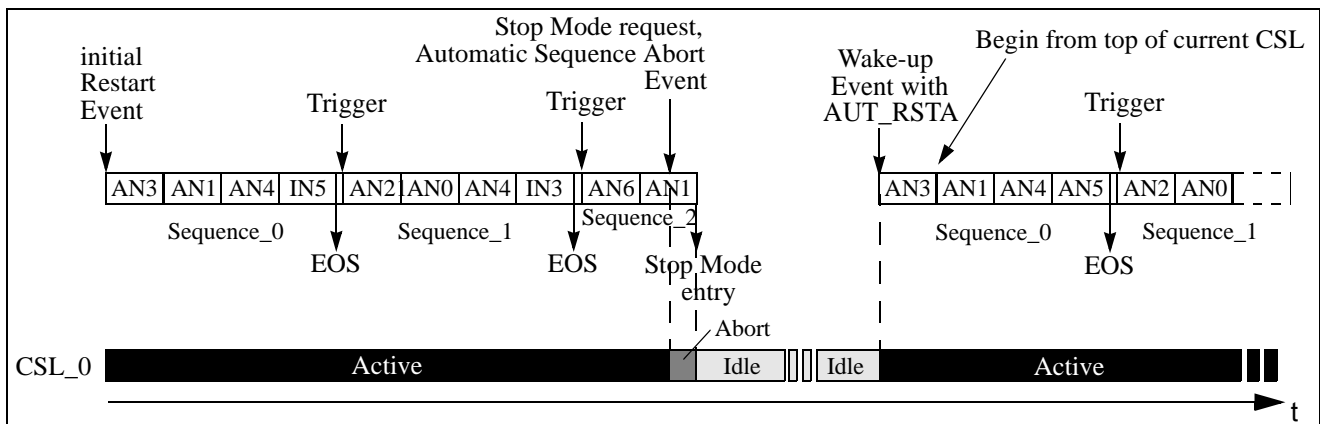 initial
Restart
Event
Trigger
Stop Mode request,
Automatic Sequence Abort
Event
Trigger
Wake-up
Event with
AUT_RSTA
Begin from top of current CSL
Trigger
AN3 AN1 AN4 IN5 AN21 AN0 AN4 IN3 AN6 AN1 AN3 AN1 AN4 AN5 AN2 AN0
Sequence_0 Sequence_1 Sequence_2 Sequence_0 Sequence_1
EOS EOS Stop Mode
entry
EOS
Abort
CSL_0 Active Idle Idle Active
t